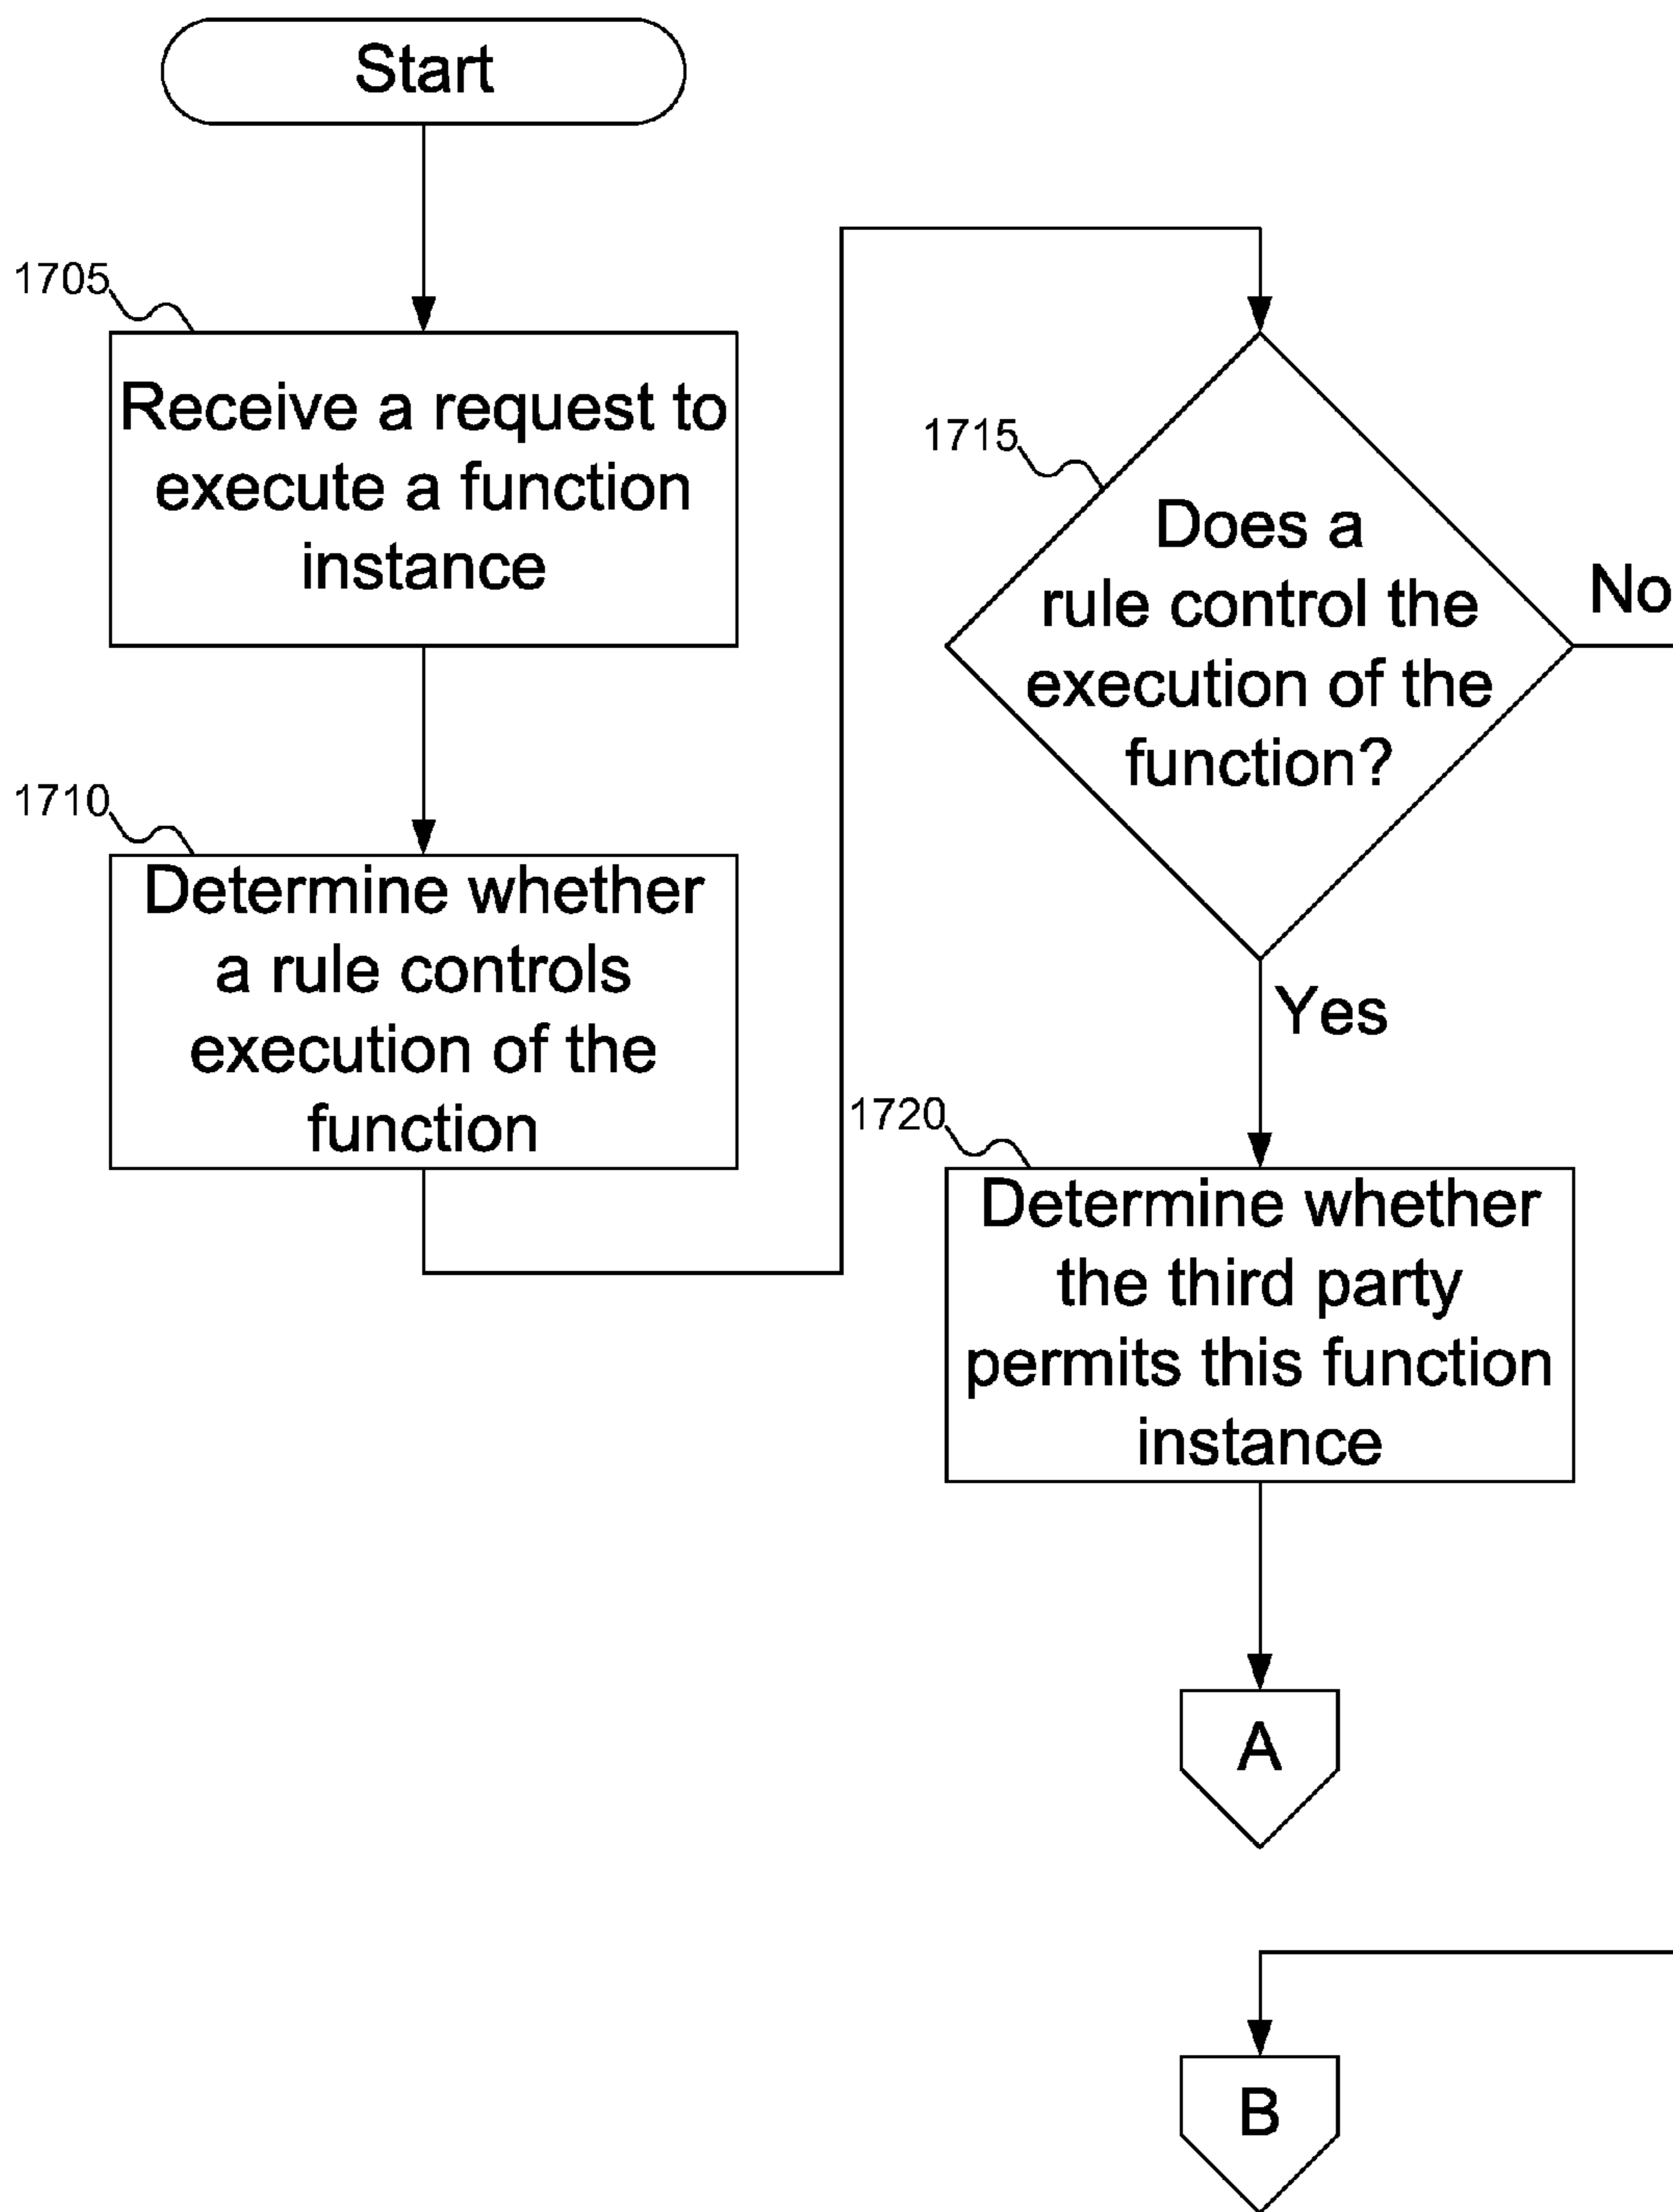 Start
1705
Receive a request to
execute a function
instance
1710
Determine whether
a rule controls
execution of the
function
1715
Does a
rule control the
execution of the
function?
No
Yes
1720
Determine whether
the third party
permits this function
instance
A
B